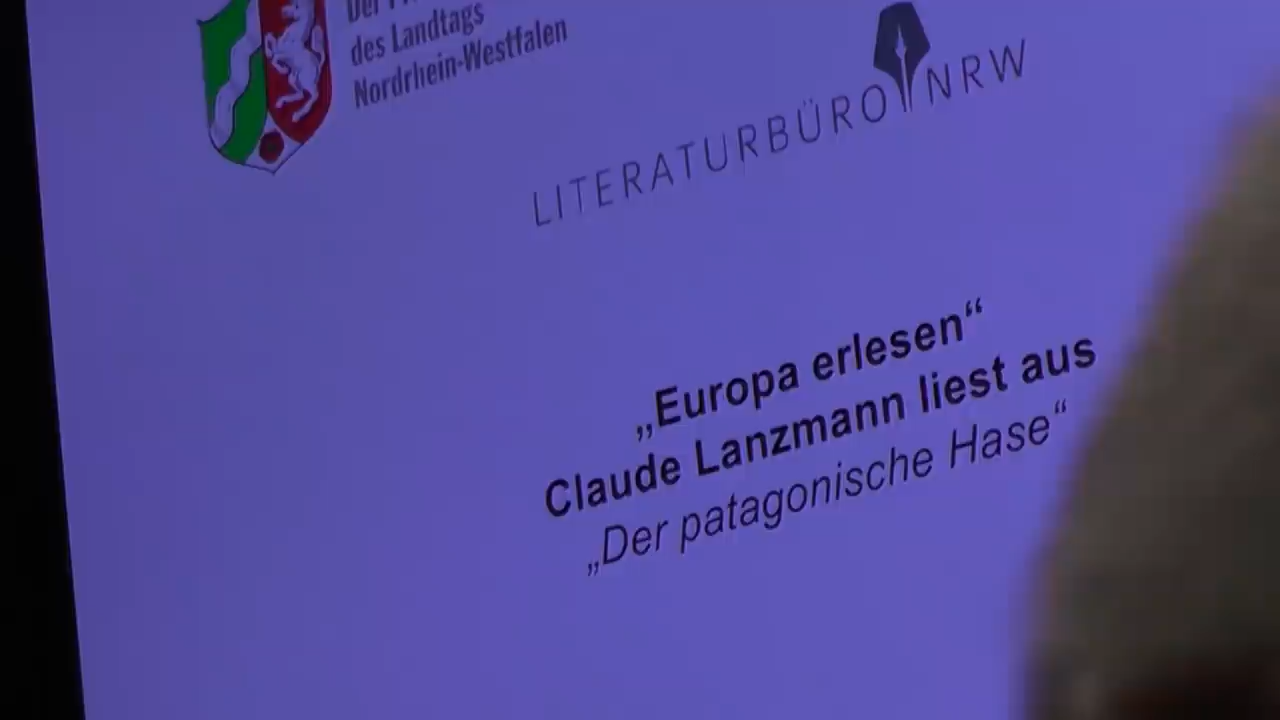 des Landtags
Nordrhein-Westfalen
LITERATURBÜRO NRW
„Europa erlesen“
Claude Lanzmann liest aus
„Der patagonische Hase“